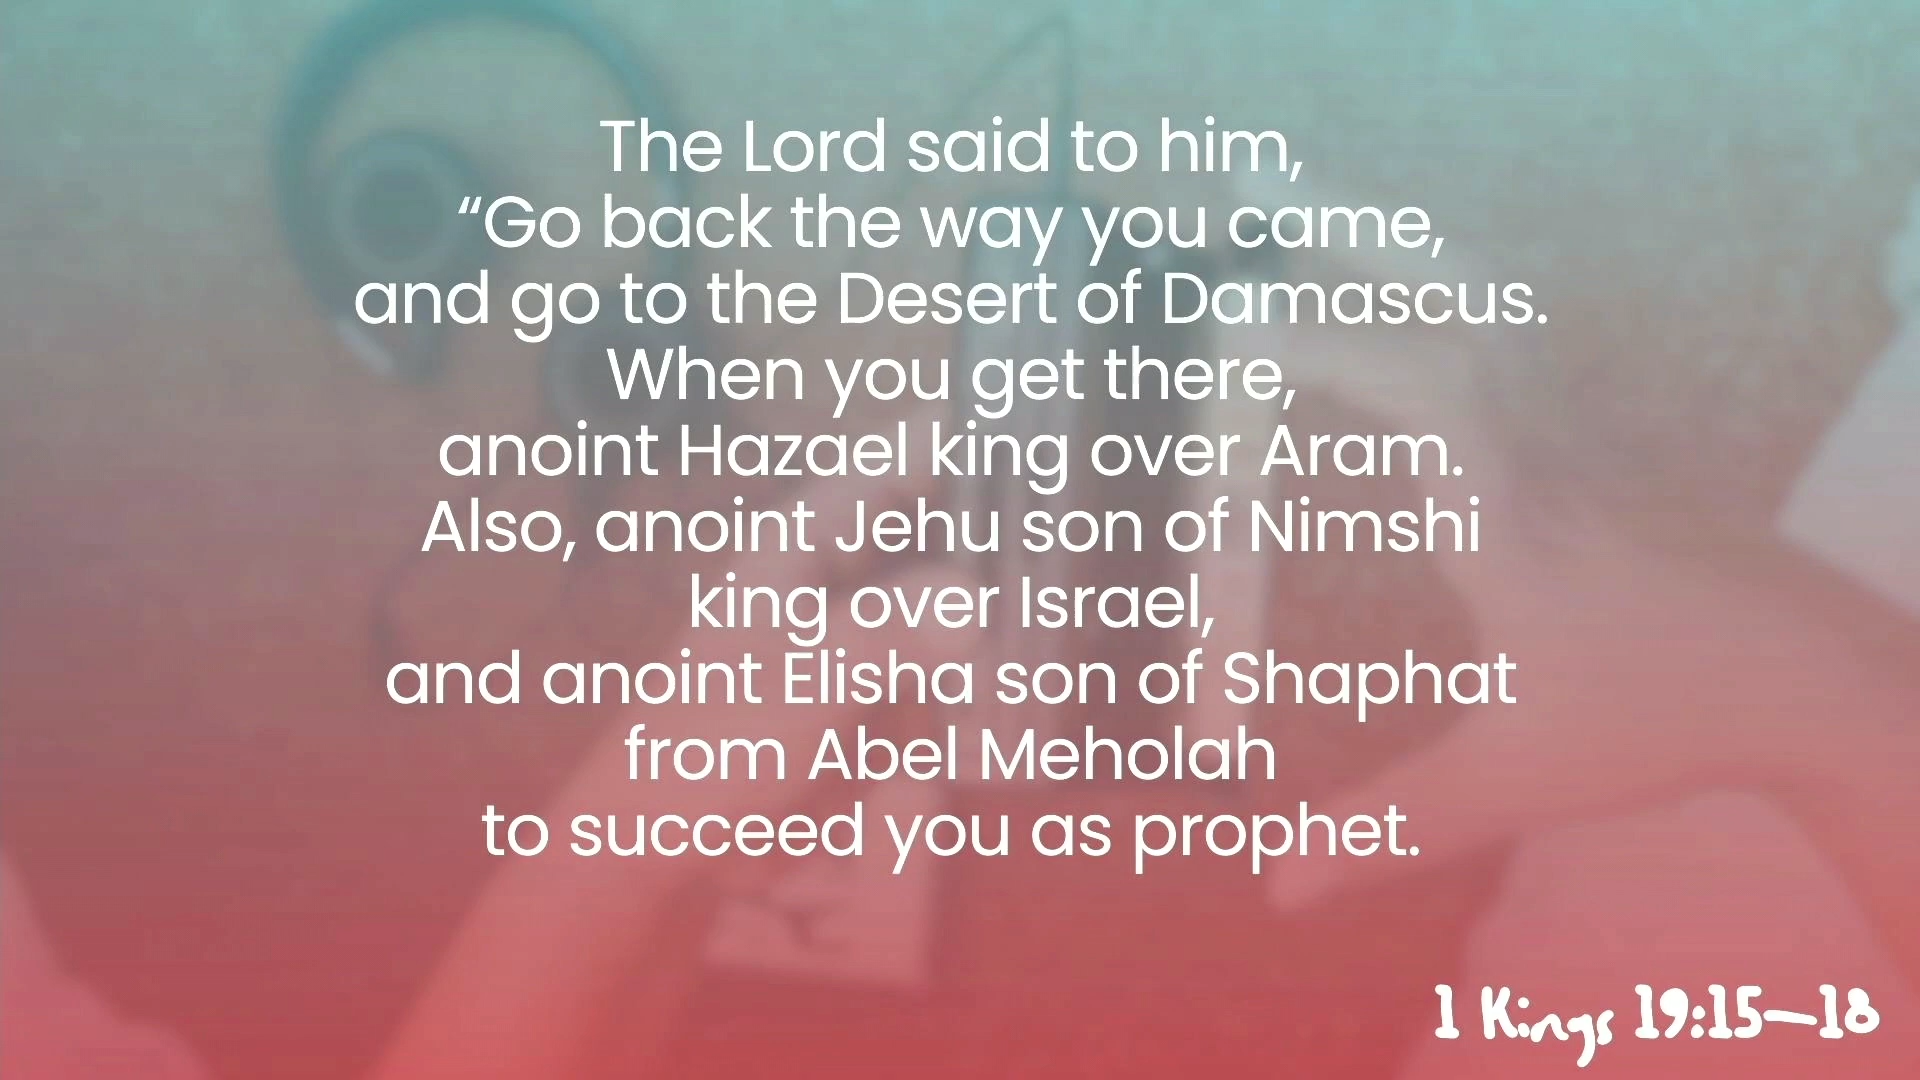 The Lord said to him,
“Go back the way you came,
and go to the Desert of Damascus.
When you get there,
anoint Hazael king over Aram.
Also, anoint Jehu son of Nimshi
king over Israel,
and anoint Elisha son of Shaphat
from Abel Meholah
to succeed you as prophet.
1 Kings 19:15–18